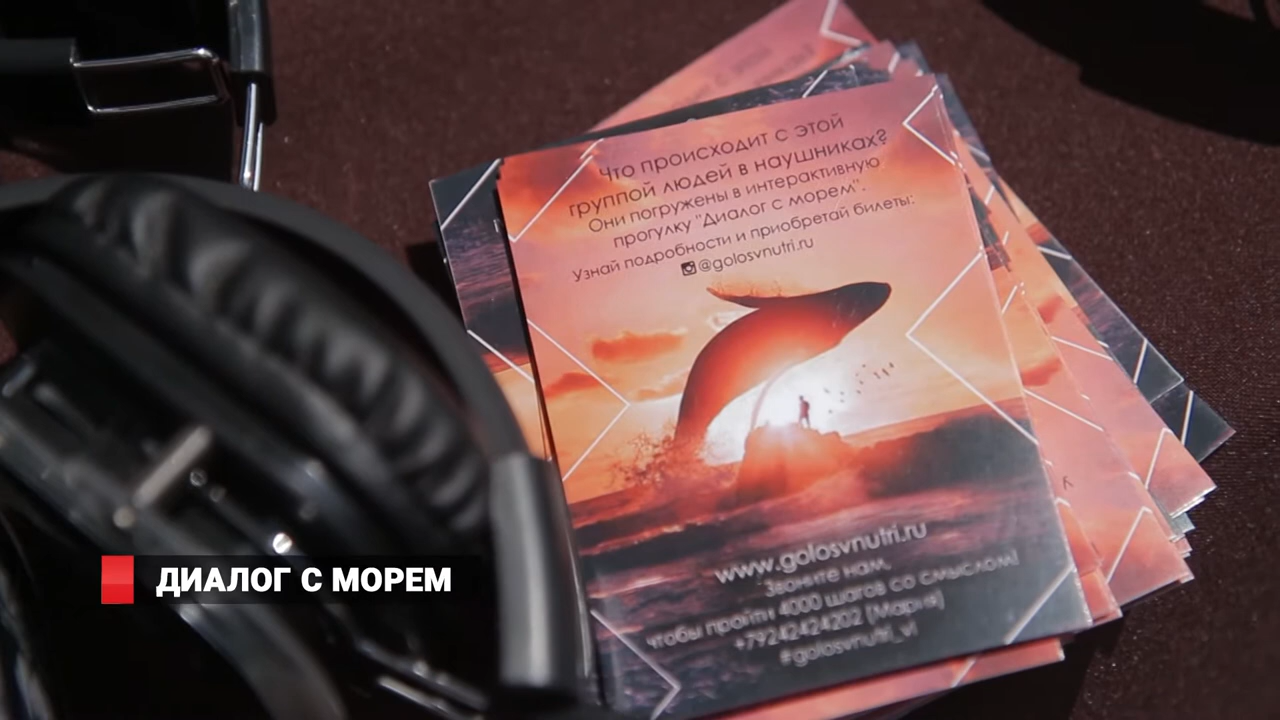 Что происходит с этой
группой людей в наушниках?
Они погружены в интерактивную
прогулку "Диалог с морем".
Узнай подробности и приобретай билеты:
@golosvnutri.ru
www.golosvnutri.ru
Звоните нам,
чтобы пройти 4000 шагов со смыслом!
+79242424202 (Мария)
#golosvnutri_vl
ДИАЛОГ С МОРЕМ